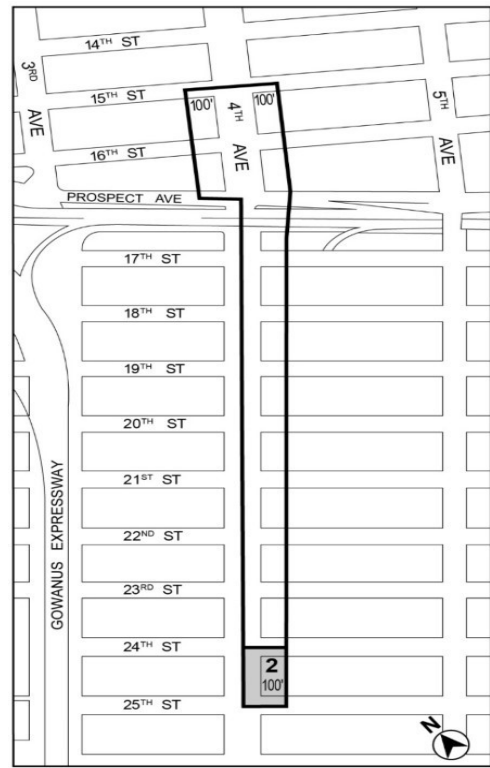 14TH ST
3RD AVE
15TH ST
100'
4TH AVE
100'
5TH AVE
16TH ST
PROSPECT AVE
17TH ST
18TH ST
19TH ST
20TH ST
21ST ST
22ND ST
GOWANUS EXPRESSWAY
23RD ST
24TH ST
2
100'
25TH ST
N